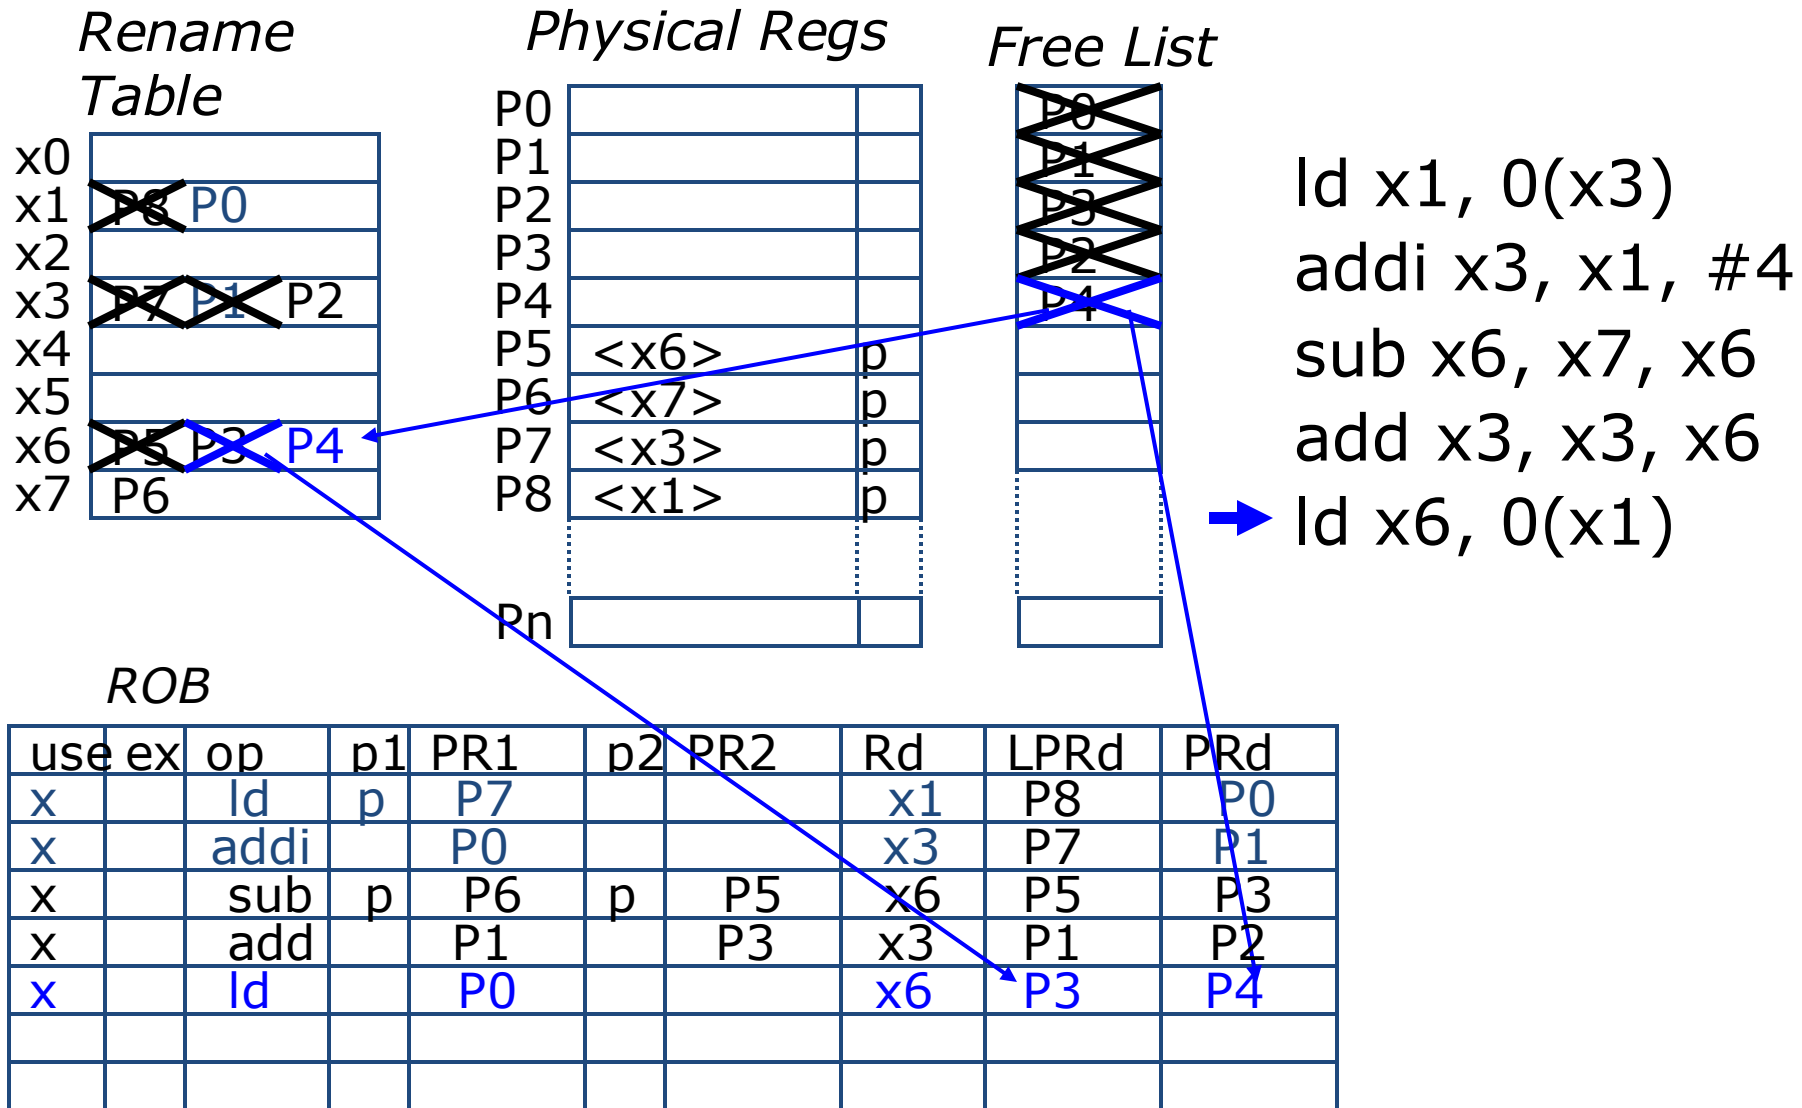 Rename
Table
Physical Regs
Free List
x0
x1 P8 P0
x2
x3 P7 P1 P2
x4
x5
x6 P5 P3 P4
x7 P6
P0
P1
P2
P3
P4
P5 <x6> p
P6 <x7> p
P7 <x3> p
P8 <x1> p
Pn
P0
P1
P3
P2
P4
ld x1, 0(x3)
addi x3, x1, #4
sub x6, x7, x6
add x3, x3, x6
ld x6, 0(x1)
ROB
use ex op p1 PR1 p2 PR2 Rd LPRd PRd
x ld p P7 x1 P8 P0
x addi P0 x3 P7 P1
x sub p P6 p P5 x6 P5 P3
x add P1 P3 x3 P1 P2
x ld P0 x6 P3 P4